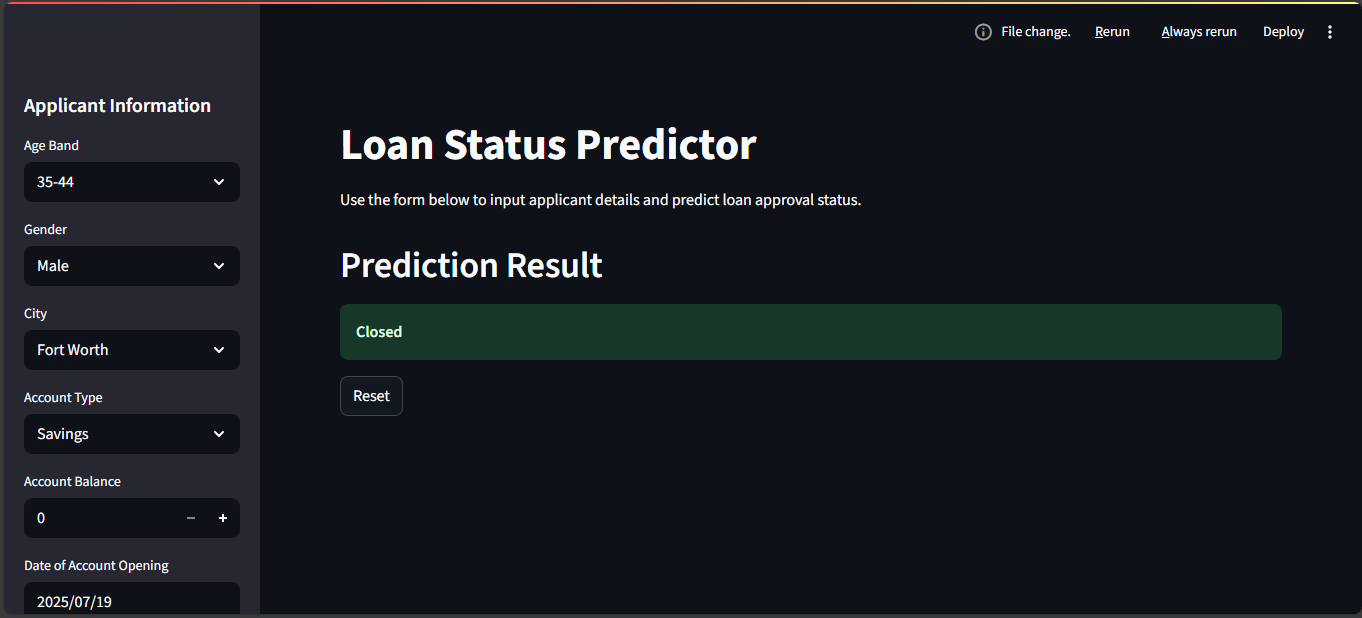 File change. Rerun Always rerun Deploy
Applicant Information
Age Band
35-44
Gender
Male
City
Fort Worth
Account Type
Savings
Account Balance
0
Date of Account Opening
2025/07/19
Loan Status Predictor
Use the form below to input applicant details and predict loan approval status.
Prediction Result
Closed
Reset